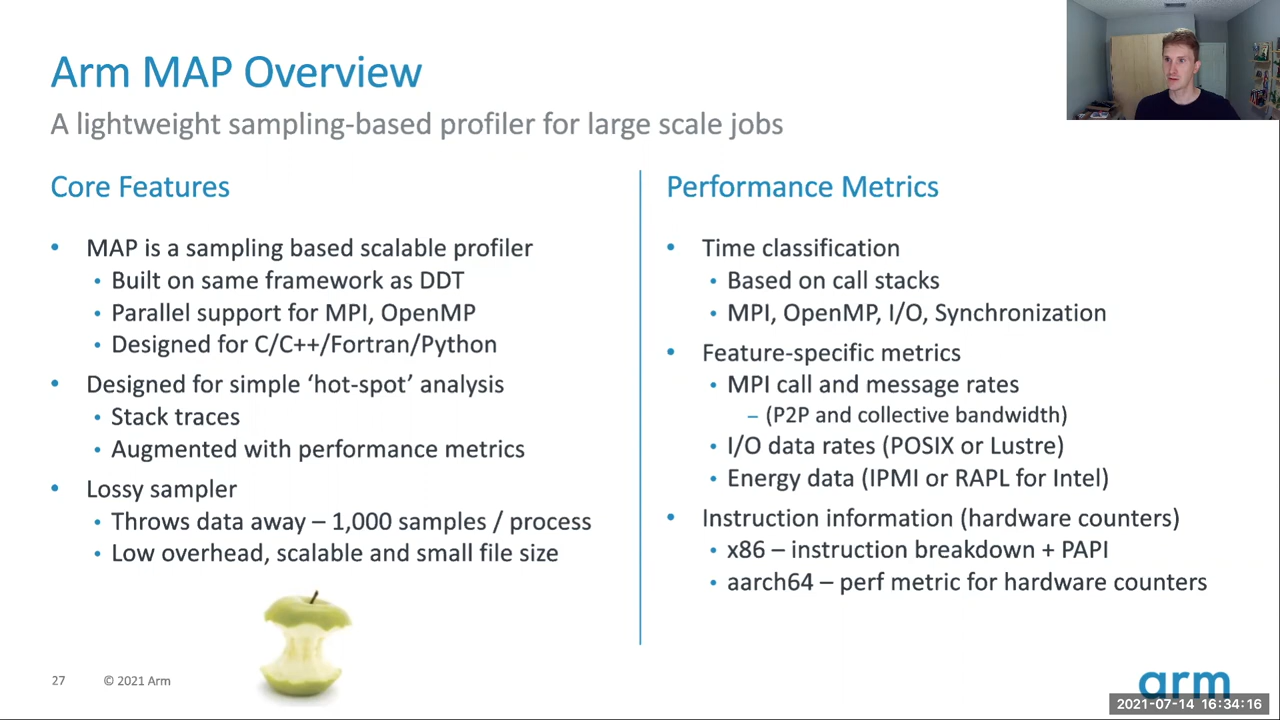 Arm MAP Overview
A lightweight sampling-based profiler for large scale jobs
Core Features
• MAP is a sampling based scalable profiler
• Built on same framework as DDT
• Parallel support for MPI, OpenMP
• Designed for C/C++/Fortran/Python
• Designed for simple ‘hot-spot’ analysis
• Stack traces
• Augmented with performance metrics
• Lossy sampler
• Throws data away – 1,000 samples / process
• Low overhead, scalable and small file size
Performance Metrics
• Time classification
• Based on call stacks
• MPI, OpenMP, I/O, Synchronization
• Feature-specific metrics
• MPI call and message rates
– (P2P and collective bandwidth)
• I/O data rates (POSIX or Lustre)
• Energy data (IPMI or RAPL for Intel)
• Instruction information (hardware counters)
• x86 – instruction breakdown + PAPI
• aarch64 – perf metric for hardware counters
27 © 2021 Arm
arm
2021-07-14 16:34:16